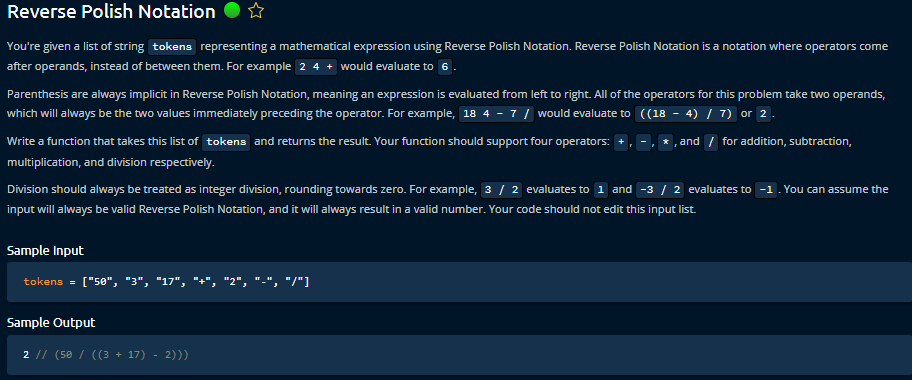 Reverse Polish Notation
You're given a list of string tokens representing a mathematical expression using Reverse Polish Notation. Reverse Polish Notation is a notation where operators come
after operands, instead of between them. For example 2 4 + would evaluate to 6 .
Parenthesis are always implicit in Reverse Polish Notation, meaning an expression is evaluated from left to right. All of the operators for this problem take two operands,
which will always be the two values immediately preceding the operator. For example, 18 4 - 7 / would evaluate to ((18 - 4) / 7) or 2 .
Write a function that takes this list of tokens and returns the result. Your function should support four operators: + , - , * , and / for addition, subtraction,
multiplication, and division respectively.
Division should always be treated as integer division, rounding towards zero. For example, 3 / 2 evaluates to 1 and -3 / 2 evaluates to -1 . You can assume the
input will always be valid Reverse Polish Notation, and it will always result in a valid number. Your code should not edit this input list.
Sample Input
tokens = ["50", "3", "17", "+", "2", "-", "/"]
Sample Output
2 // (50 / ((3 + 17) - 2)))